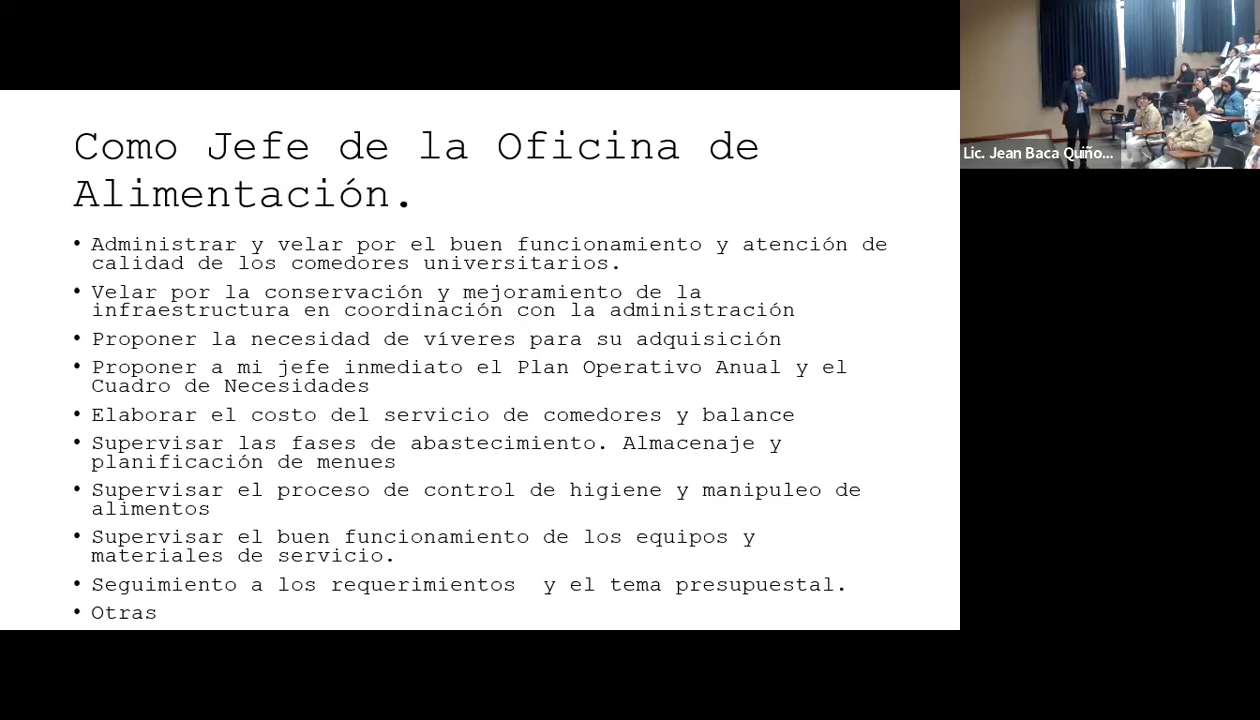 Como Jefe de la Oficina de
Alimentación.
• Administrar y velar por el buen funcionamiento y atención de
calidad de los comedores universitarios.
• Velar por la conservación y mejoramiento de la
infraestructura en coordinación con la administración
• Proponer la necesidad de víveres para su adquisición
• Proponer a mi jefe inmediato el Plan Operativo Anual y el
Cuadro de Necesidades
• Elaborar el costo del servicio de comedores y balance
• Supervisar las fases de abastecimiento. Almacenaje y
planificación de menues
• Supervisar el proceso de control de higiene y manipuleo de
alimentos
• Supervisar el buen funcionamiento de los equipos y
materiales de servicio.
• Seguimiento a los requerimientos  y el tema presupuestal.
• Otras
Lic. Jean Baca Quiño...